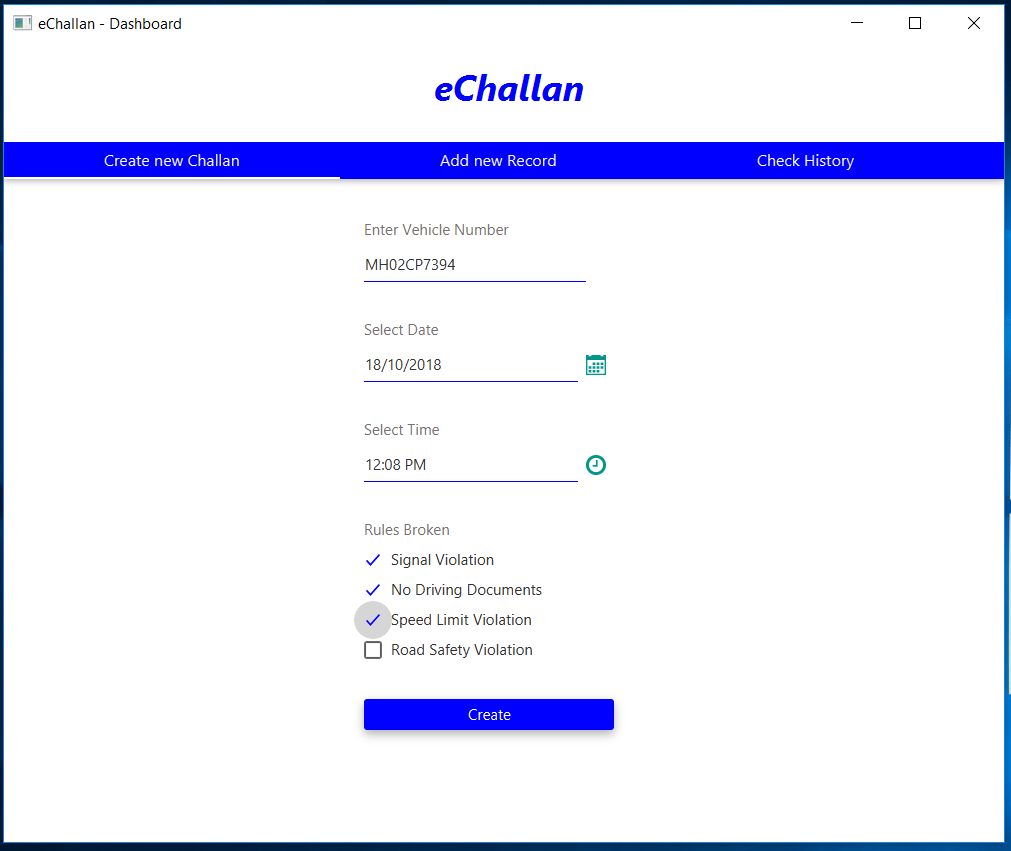 eChallan - Dashboard
eChallan
Create new Challan Add new Record Check History
Enter Vehicle Number
MH02CP7394
Select Date
18/10/2018
Select Time
12:08 PM
Rules Broken
Signal Violation
No Driving Documents
Speed Limit Violation
Road Safety Violation
Create